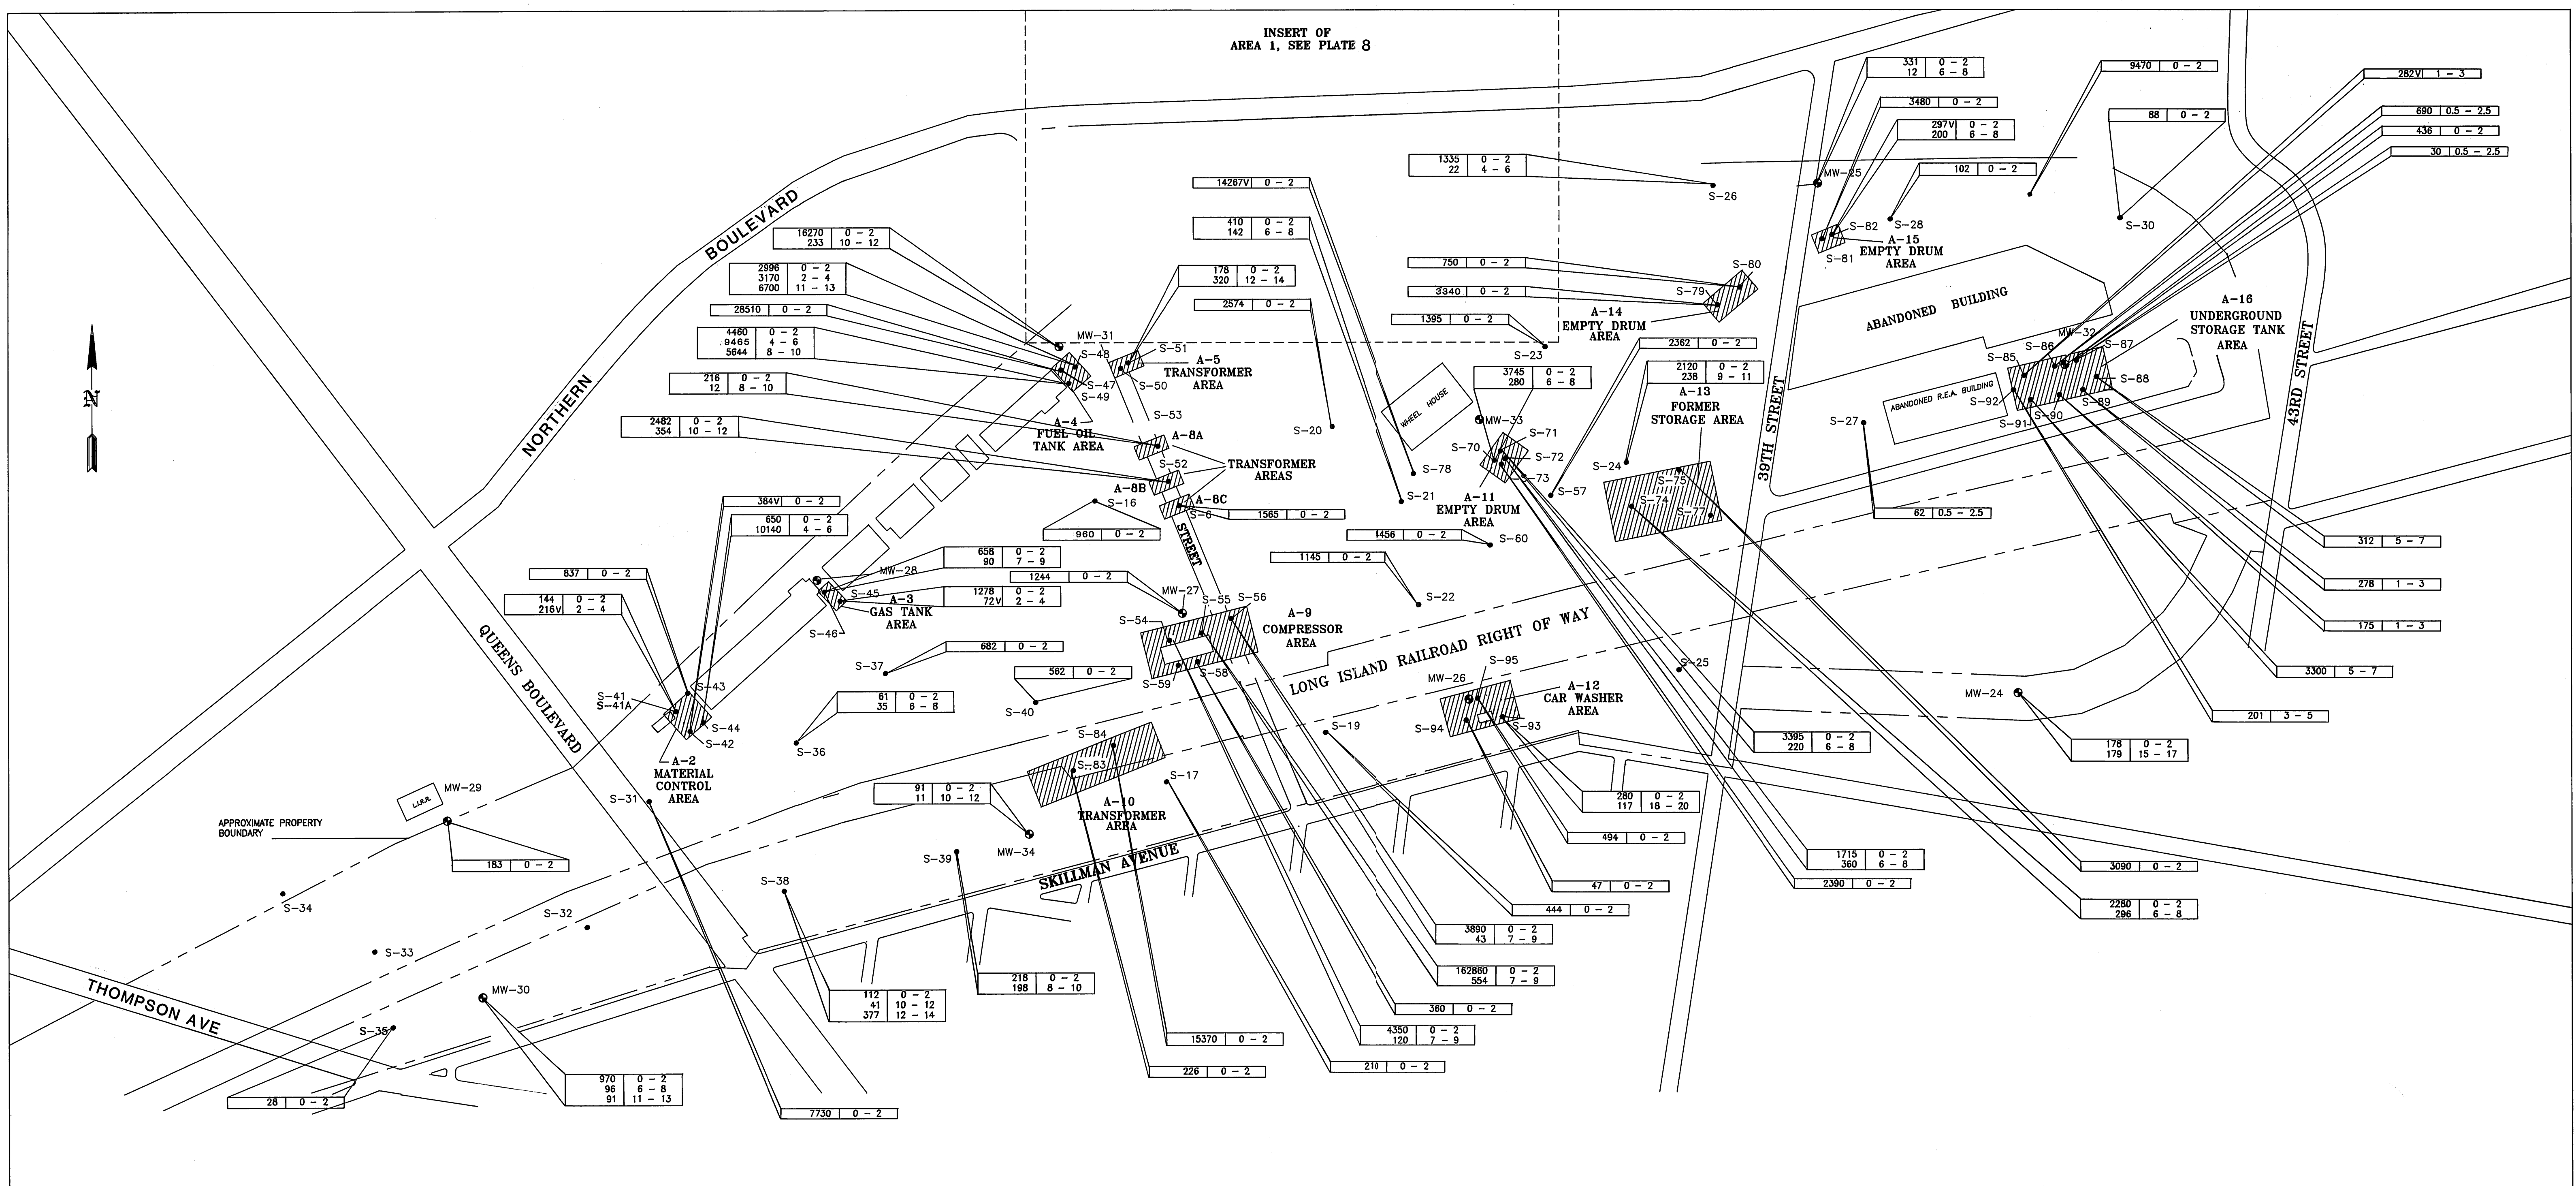 INSERT OF
AREA 1, SEE PLATE 8
331 0 - 2
12 6 - 8
9470 0 - 2
282V 1 - 3
3480 0 - 2
690 0.5 - 2.5
88 0 - 2
297V 0 - 2
200 6 - 8
436 0 - 2
30 0.5 - 2.5
1335 0 - 2
22 4 - 6
102 0 - 2
MW-25
14267V 0 - 2
S-26
410 0 - 2
142 6 - 8
S-82
S-28
S-30
A-15
EMPTY DRUM
AREA
S-81
NORTHERN BOULEVARD
16270 0 - 2
233 10 - 12
2996 0 - 2
3170 2 - 4
6700 11 - 13
178 0 - 2
320 12 - 14
750 0 - 2
S-80
3340 0 - 2
S-79
28510 0 - 2
2574 0 - 2
A-14
EMPTY DRUM
AREA
1395 0 - 2
ABANDONED BUILDING
A-16
UNDERGROUND
STORAGE TANK
AREA
4460 0 - 2
9465 4 - 6
5644 8 - 10
MW-31
S-48
S-51
A-5
TRANSFORMER
AREA
S-47
S-50
S-49
S-23
2362 0 - 2
MW-32
S-87
S-86
S-85
S-88
43RD STREET
216 0 - 2
12 8 - 10
3745 0 - 2
280 6 - 8
2120 0 - 2
238 9 - 11
A-13
FORMER
STORAGE AREA
WHEEL HOUSE
ABANDONED R.E.A. BUILDING
S-92
S-90
S-89
S-91
N
2482 0 - 2
354 10 - 12
A-4
FUEL OIL
TANK AREA
S-53
A-8A
S-20
MW-33
S-71
S-70
S-72
S-73
S-27
39TH STREET
S-52
TRANSFORMER
AREAS
S-78
S-24
S-75
A-8B
A-8C
S-16
S-6
S-21
A-11
EMPTY DRUM
AREA
S-57
S-74
S-77
384V 0 - 2
650 0 - 2
10140 4 - 6
1565 0 - 2
62 0.5 - 2.5
960 0 - 2
STREET
4456 0 - 2
S-60
312 5 - 7
658 0 - 2
90 7 - 9
1145 0 - 2
837 0 - 2
MW-28
1244 0 - 2
278 1 - 3
144 0 - 2
216V 2 - 4
S-45
A-3
GAS TANK
AREA
1278 0 - 2
72V 2 - 4
MW-27
S-55
S-56
S-22
S-46
S-54
A-9
COMPRESSOR
AREA
175 1 - 3
QUEENS BOULEVARD
682 0 - 2
S-37
562 0 - 2
S-59
S-58
LONG ISLAND RAILROAD RIGHT OF WAY
S-95
S-25
3300 5 - 7
S-43
S-41
S-41A
61 0 - 2
35 6 - 8
S-40
MW-26
A-12
CAR WASHER
AREA
MW-24
S-44
S-42
S-36
S-94
S-93
201 3 - 5
S-19
3395 0 - 2
220 6 - 8
178 0 - 2
179 15 - 17
A-2
MATERIAL
CONTROL
AREA
S-84
S-83
S-17
91 0 - 2
11 10 - 12
MW-29
L.I.R.R.
S-31
A-10
TRANSFORMER
AREA
280 0 - 2
117 18 - 20
APPROXIMATE PROPERTY
BOUNDARY
494 0 - 2
MW-34
S-39
SKILLMAN AVENUE
183 0 - 2
1715 0 - 2
360 6 - 8
3090 0 - 2
47 0 - 2
2390 0 - 2
S-38
S-34
444 0 - 2
2280 0 - 2
296 6 - 8
S-32
3890 0 - 2
43 7 - 9
S-33
162860 0 - 2
554 7 - 9
218 0 - 2
198 8 - 10
MW-30
THOMPSON AVE
112 0 - 2
41 10 - 12
377 12 - 14
360 0 - 2
S-35
4350 0 - 2
120 7 - 9
15370 0 - 2
210 0 - 2
226 0 - 2
970 0 - 2
96 6 - 8
91 11 - 13
28 0 - 2
7730 0 - 2